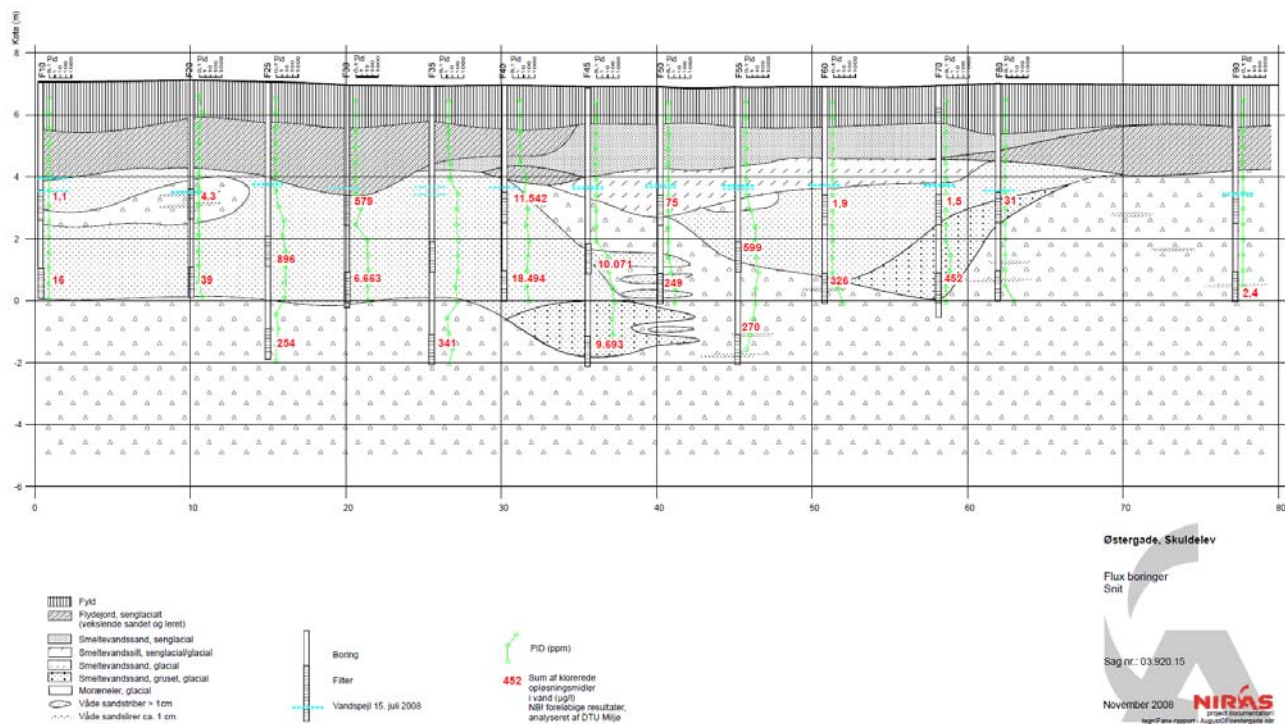 Kote (m)
F10
F20
F25
F30
F35
F40
F45
F50
F55
F60
F70
F80
F90
8
6
4
2
0
-2
-4
-6
1,1
4,3
579
11.542
75
1,9
1,5
31
896
10.071
599
16
39
6.663
18.494
249
326
452
2,4
254
341
9.693
270
0
10
20
30
40
50
60
70
80
Østergade, Skuldelev
Flux boringer
Snit
Sag nr.: 03.920.15
November 2008
NIRAS
project documentation\
Fyld
Flydejord, senglacialt
(vekslende sandet og leret)
Smeltevandssand, senglacial
Smeltevandssilt, senglacial/glacial
Smeltevandssand, glacial
Smeltevandssand, gruset, glacial
Moræneler, glacial
Våde sandstriber > 1cm
Våde sandslirer ca. 1 cm
Boring
Filter
Vandspejl 15. juli 2008
PID (ppm)
452
Sum af klorerede
opløsningsmidler
i vand (µg/l)
NB! foreløbige resultater,
analyseret af DTU Miljø